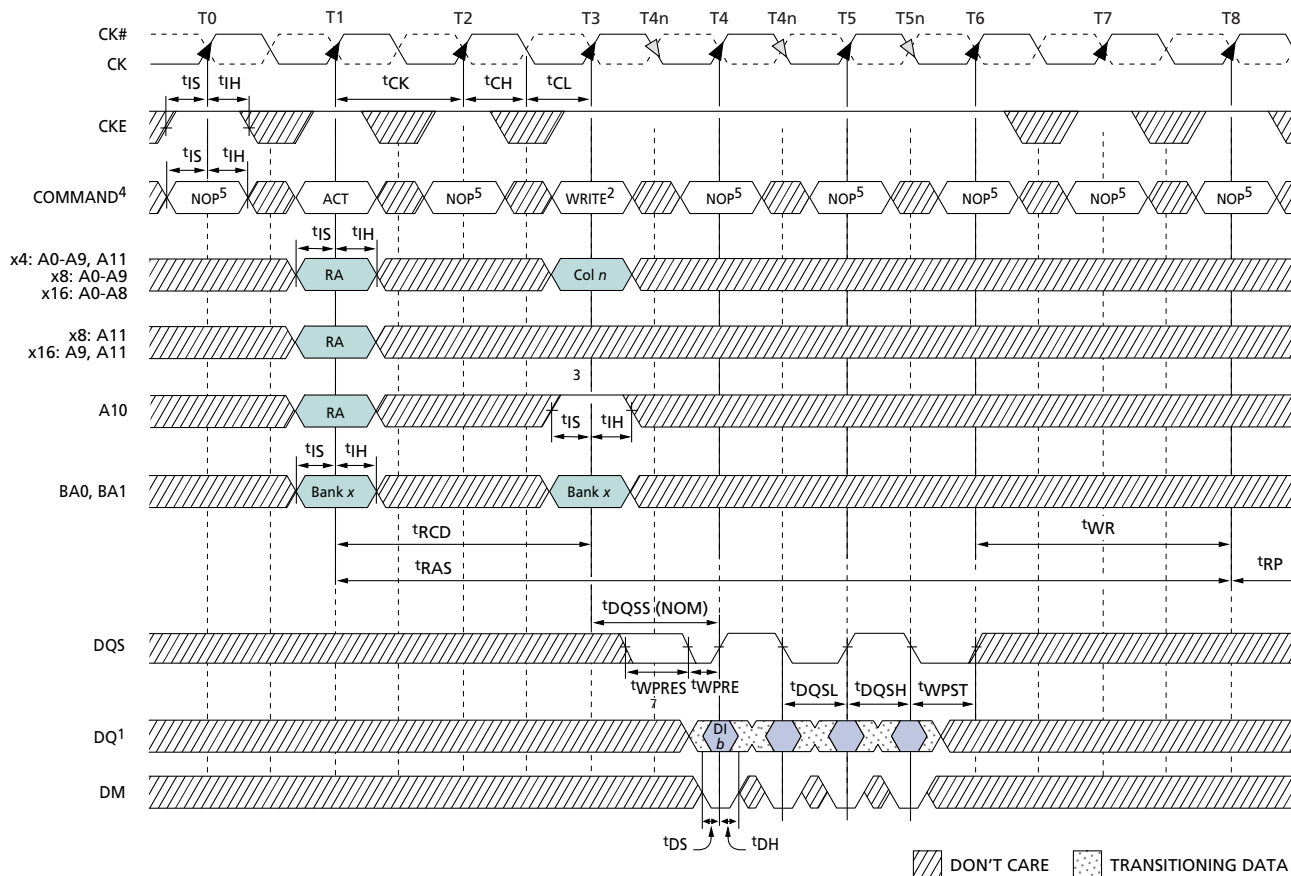 T0 T1 T2 T3 T4n T4 T4n T5 T5n T6 T7 T8
CK#
CK
tIS tIH tCK tCH tCL
CKE
tIS tIH
COMMAND4 NOP5 ACT NOP5 WRITE2 NOP5 NOP5 NOP5 NOP5 NOP5
tIS tIH
x4: A0-A9, A11
x8: A0-A9
x16: A0-A8
RA Col n
x8: A11
x16: A9, A11
RA
3
A10 RA
tIS tIH
tIS tIH
BA0, BA1 Bank x Bank x
tRCD tWR
tRAS tRP
tDQSS (NOM)
DQS
tWPRES tWPRE tDQSL tDQSH tWPST
7
DQ1 DI
b
DM
tDS tDH
DON'T CARE TRANSITIONING DATA